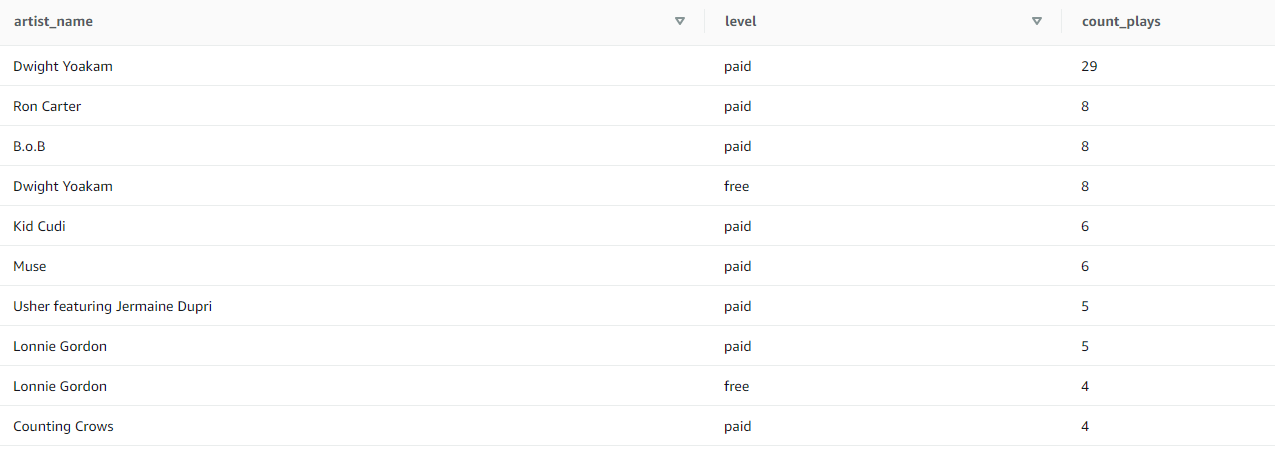 artist_name level count_plays
Dwight Yoakam paid 29
Ron Carter paid 8
B.o.B paid 8
Dwight Yoakam free 8
Kid Cudi paid 6
Muse paid 6
Usher featuring Jermaine Dupri paid 5
Lonnie Gordon paid 5
Lonnie Gordon free 4
Counting Crows paid 4